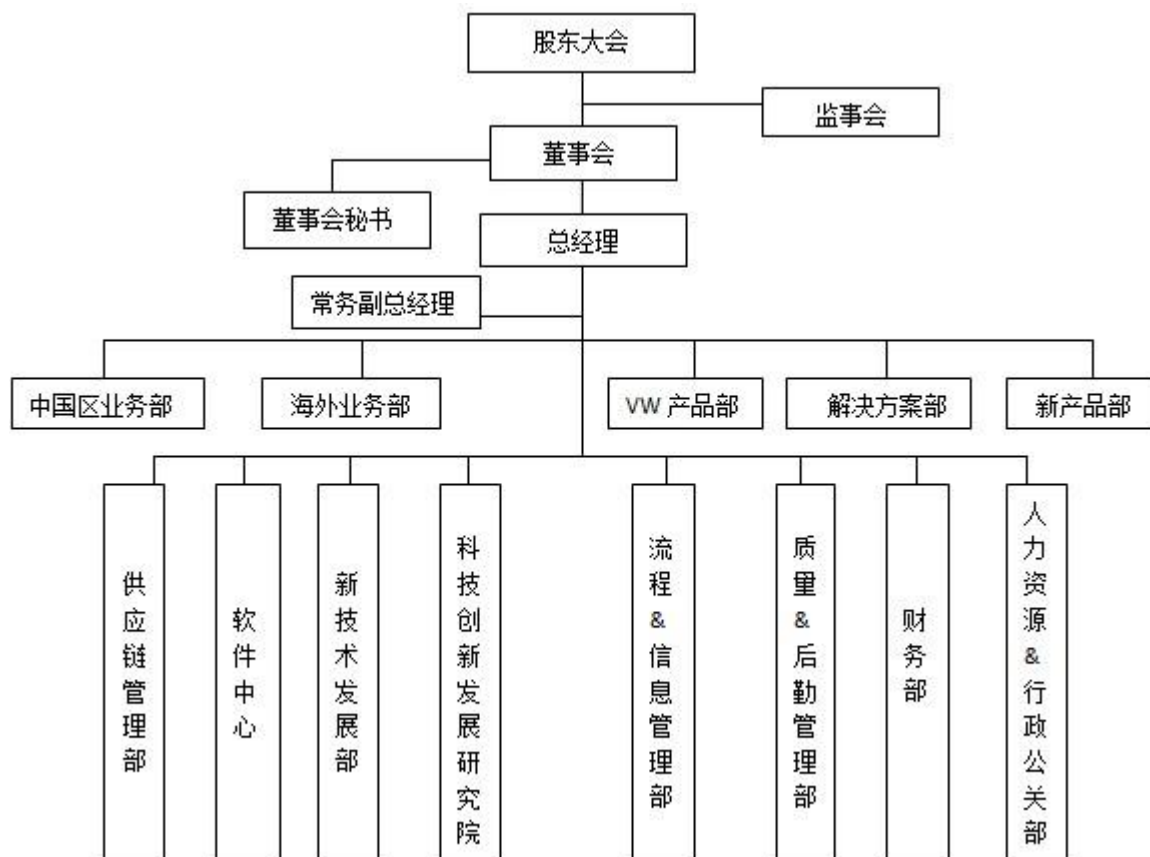 股东大会
监事会
董事会
董事会秘书
总经理
常务副总经理
中国区业务部
海外业务部
VW 产品部
解决方案部
新产品部
供应链管理部
软件中心
新技术发展部
科技创新发展研究院
流程&信息管理部
质量&后勤管理部
财务部
人力资源&行政公关部